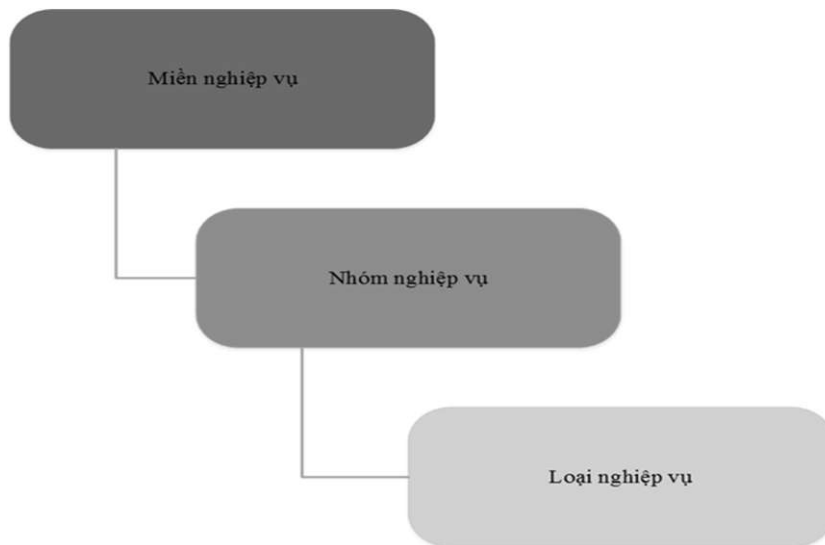 Miền nghiệp vụ
Nhóm nghiệp vụ
Loại nghiệp vụ